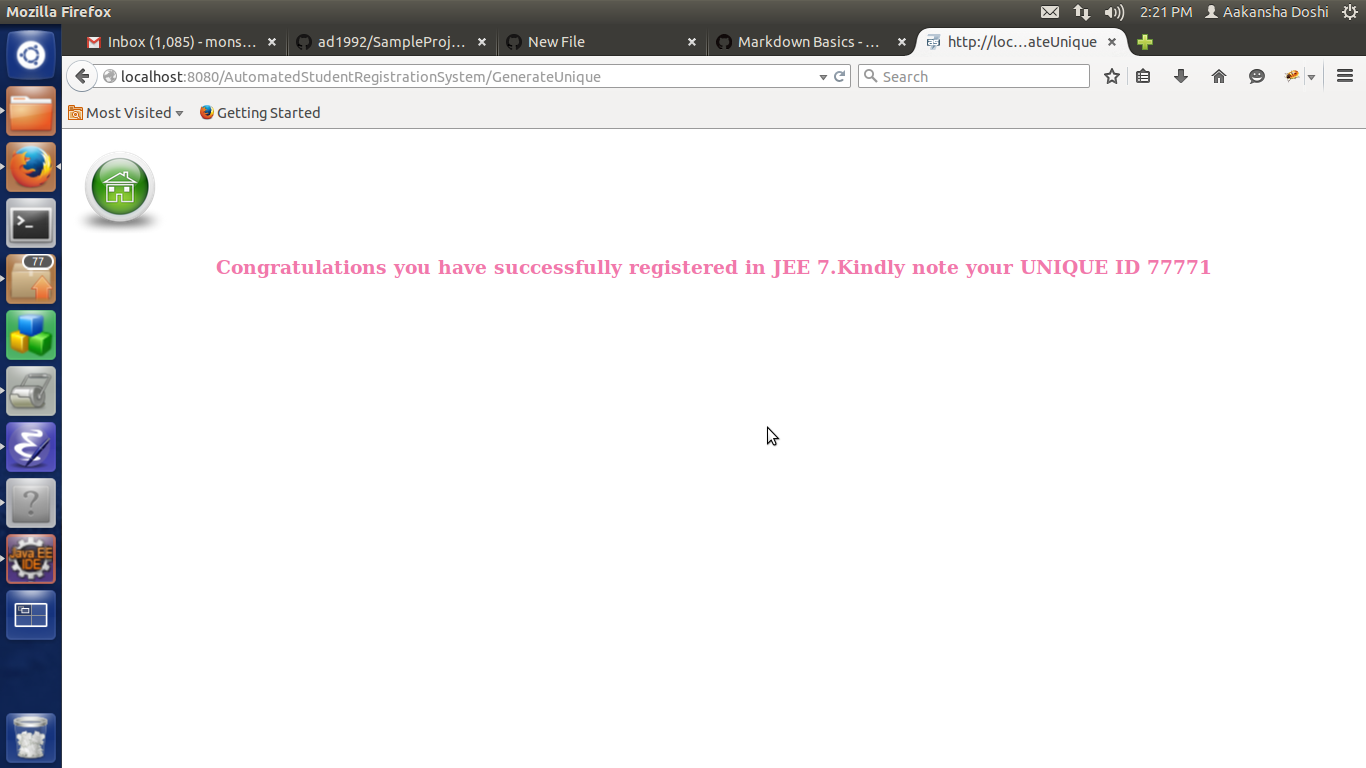 Mozilla Firefox
2:21 PM
Aakansha Doshi
Inbox (1,085) - mons...
ad1992/SampleProj...
New File
Markdown Basics - ...
http://loc...ateUnique
localhost:8080/AutomatedStudentRegistrationSystem/GenerateUnique
Search
Most Visited
Getting Started
77
>_
Java EE
IDE
Congratulations you have successfully registered in JEE 7.Kindly note your UNIQUE ID 77771